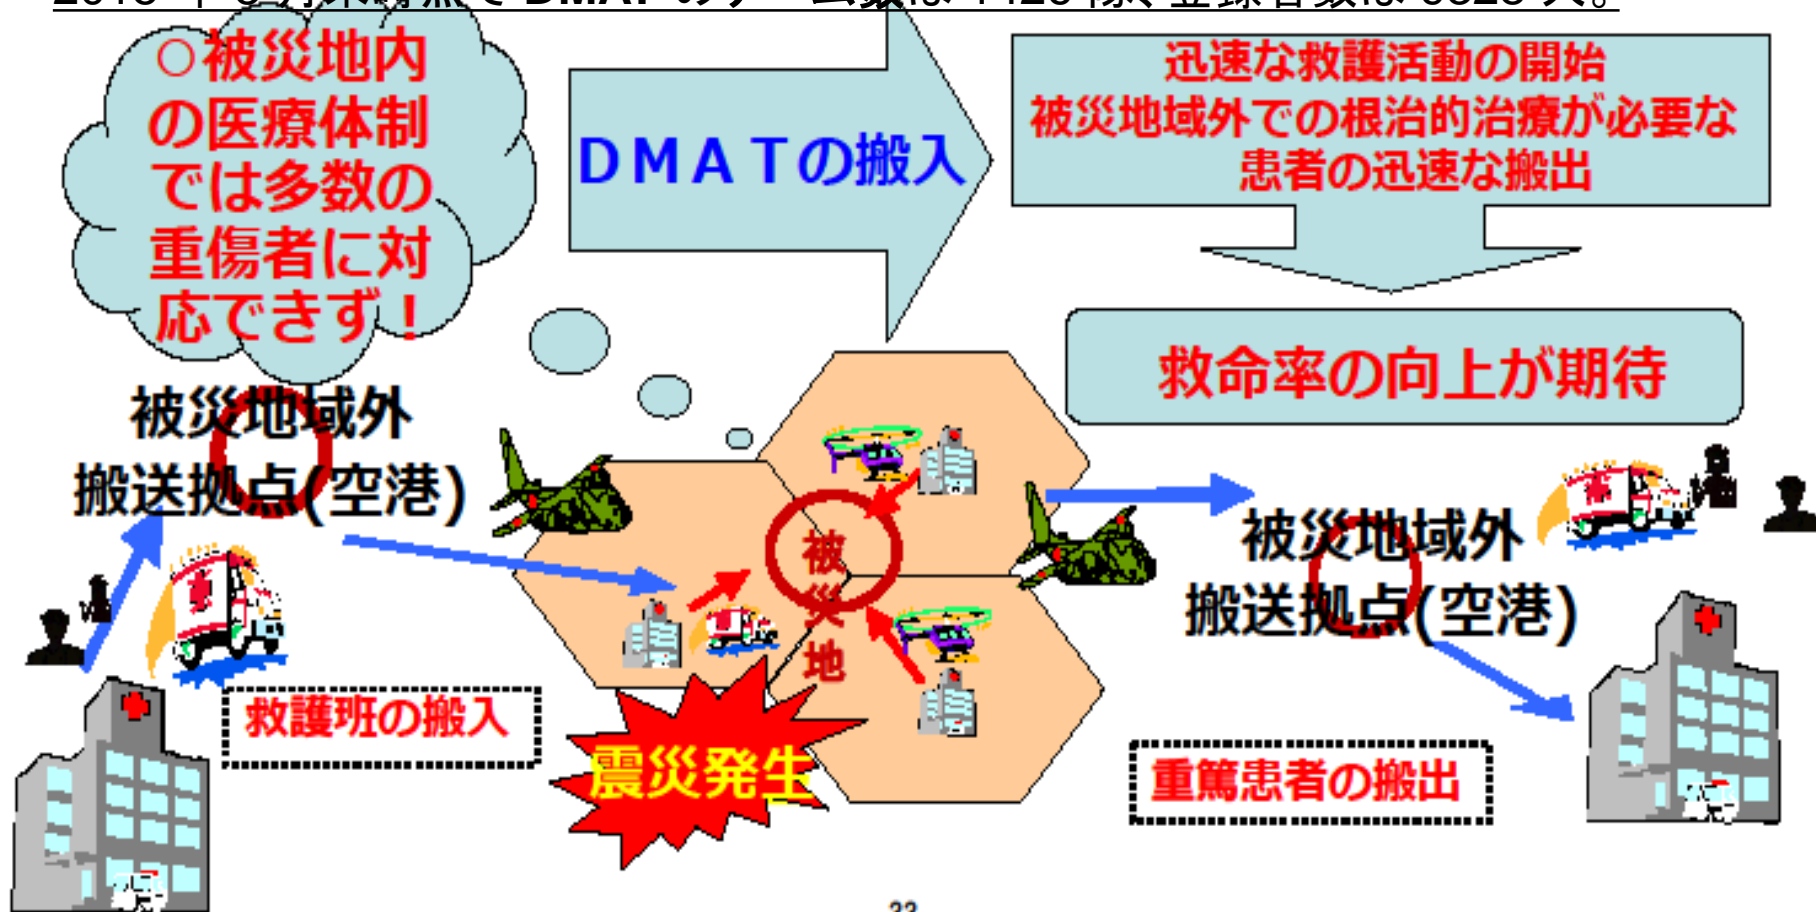 ○被災地内
の医療体制
では多数の
重傷者に対
応できず！
ＤＭＡＴの搬入
迅速な救護活動の開始
被災地域外での根治的治療が必要な
患者の迅速な搬出
救命率の向上が期待
被災地域外
搬送拠点(空港)
被災地
被災地域外
搬送拠点(空港)
救護班の搬入
震災発生
重篤患者の搬出